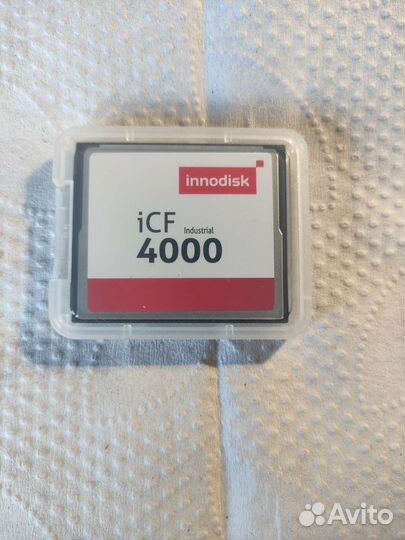 innodisk
iCF Industrial
4000
Avito